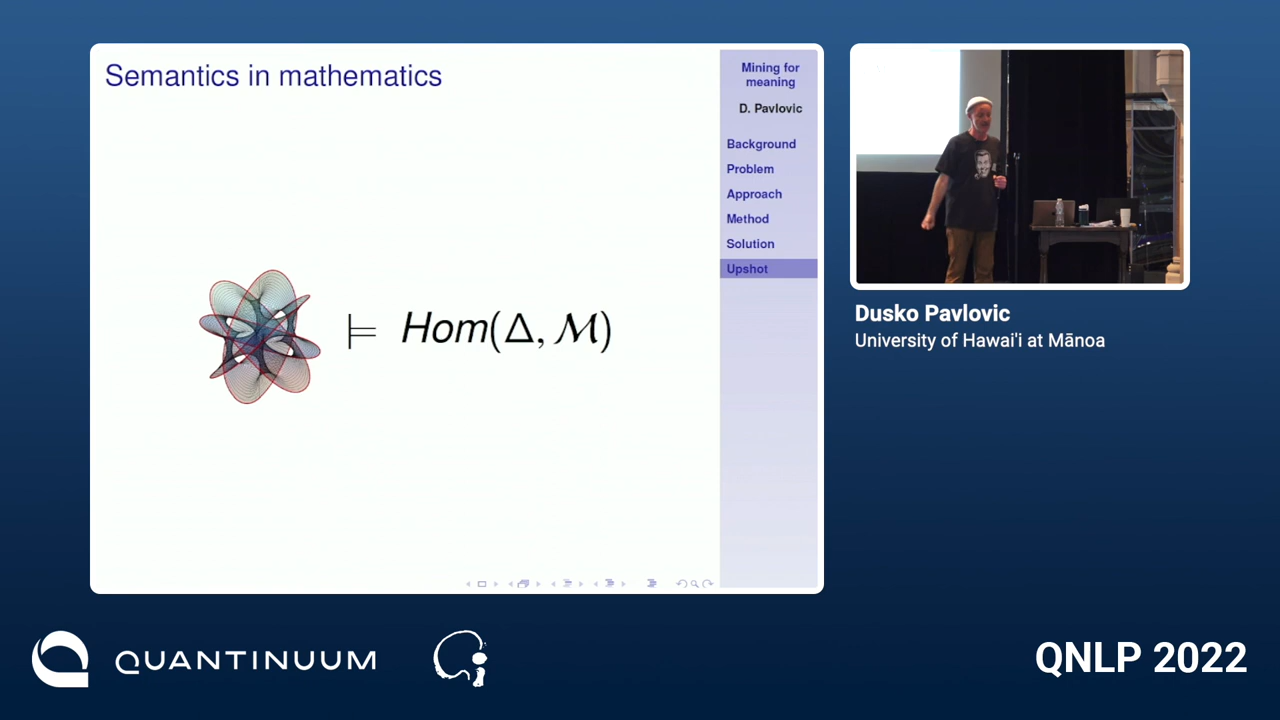 Semantics in mathematics
⊨ Hom(Δ, ℳ)
Mining for
meaning
D. Pavlovic
Background
Problem
Approach
Method
Solution
Upshot
Dusko Pavlovic
University of Hawai'i at Mānoa
QUANTINUUM
QNLP 2022